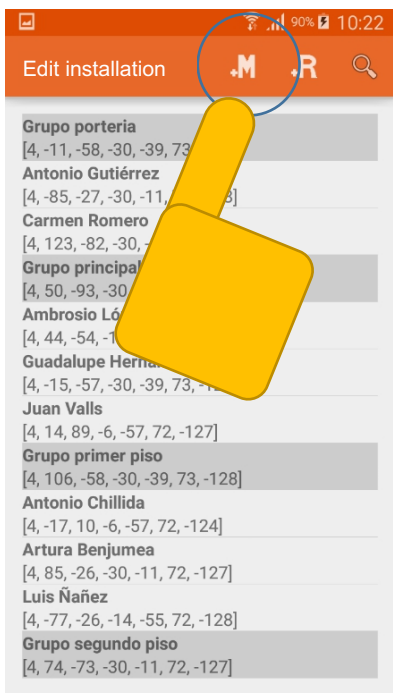 90% 10:22
Edit installation +M +R
Grupo porteria
[4, -11, -58, -30, -39, 73
Antonio Gutiérrez
[4, -85, -27, -30, -11,
Carmen Romero
[4, 123, -82, -30,
Grupo principal
[4, 50, -93, -30
Ambrosio
[4, 44, -54,
Guadalupe
[4, -15, -57, -30, -39, 73,
Juan Valls
[4, 14, 89, -6, -57, 72, -127]
Grupo primer piso
[4, 106, -58, -30, -39, 73, -128]
Antonio Chillida
[4, -17, 10, -6, -57, 72, -124]
Artura Benjumea
[4, 85, -26, -30, -11, 72, -127]
Luis Ñañez
[4, -77, -26, -14, -55, 72, -128]
Grupo segundo piso
[4, 74, -73, -30, -11, 72, -127]